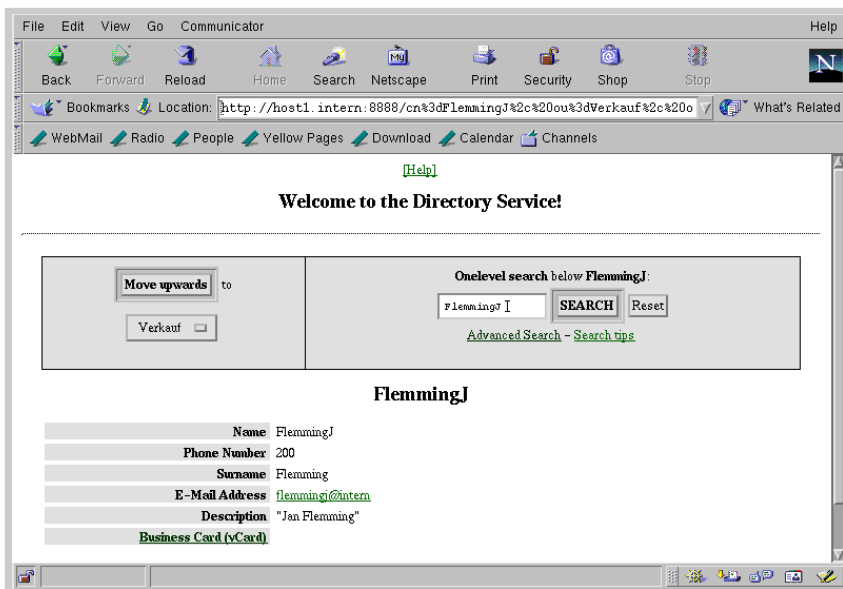 File Edit View Go Communicator Help
Back Forward Reload Home Search Netscape Print Security Shop Stop
My
N
Bookmarks Location: http://host1.intern:8888/cn%3dFlemmingJ%2c%20ou%3dVerkauf%2c%20o What's Related
WebMail Radio People Yellow Pages Download Calendar Channels
[Help]
Welcome to the Directory Service!
Move upwards to
Verkauf
Onelevel search below FlemmingJ:
FlemmingJ SEARCH Reset
Advanced Search - Search tips
FlemmingJ
Name FlemmingJ
Phone Number 200
Surname Flemming
E-Mail Address flemmingj@intern
Description "Jan Flemming"
Business Card (vCard)